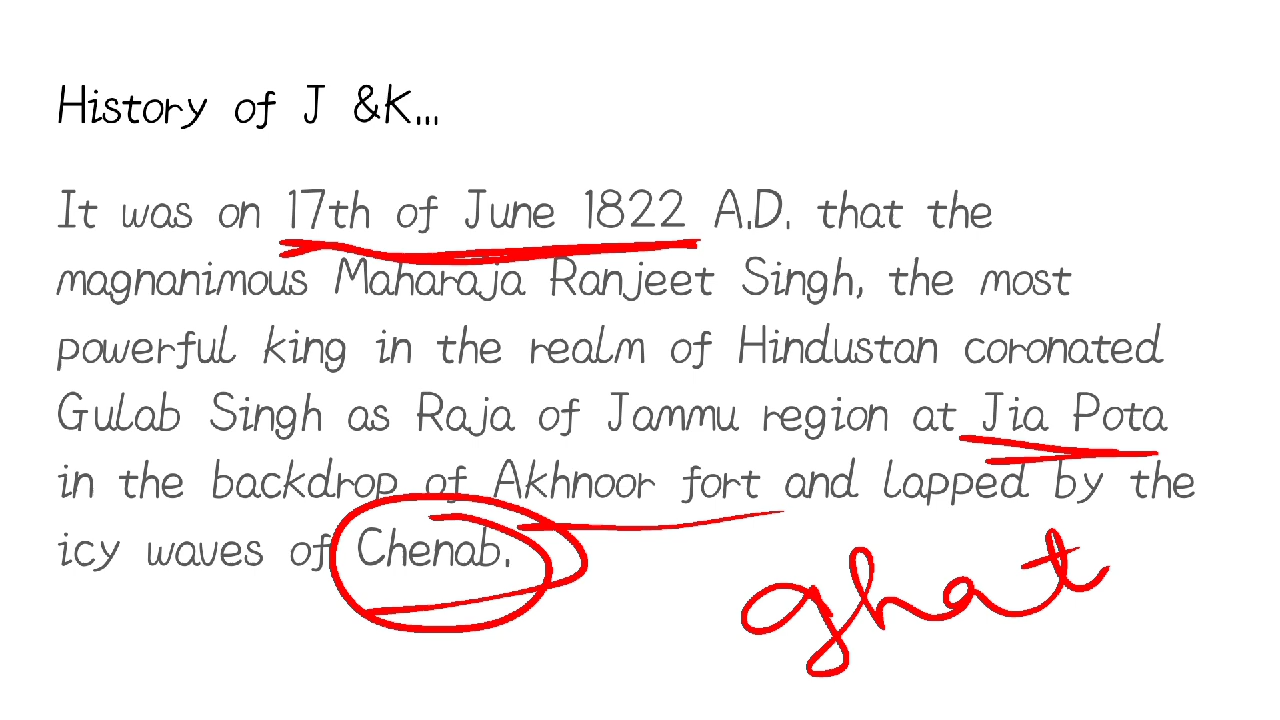 History of J &K...
It was on 17th of June 1822 A.D. that the
magnanimous Maharaja Ranjeet Singh, the most
powerful king in the realm of Hindustan coronated
Gulab Singh as Raja of Jammu region at Jia Pota
in the backdrop of Akhnoor fort and lapped by the
icy waves of Chenab.
ghat